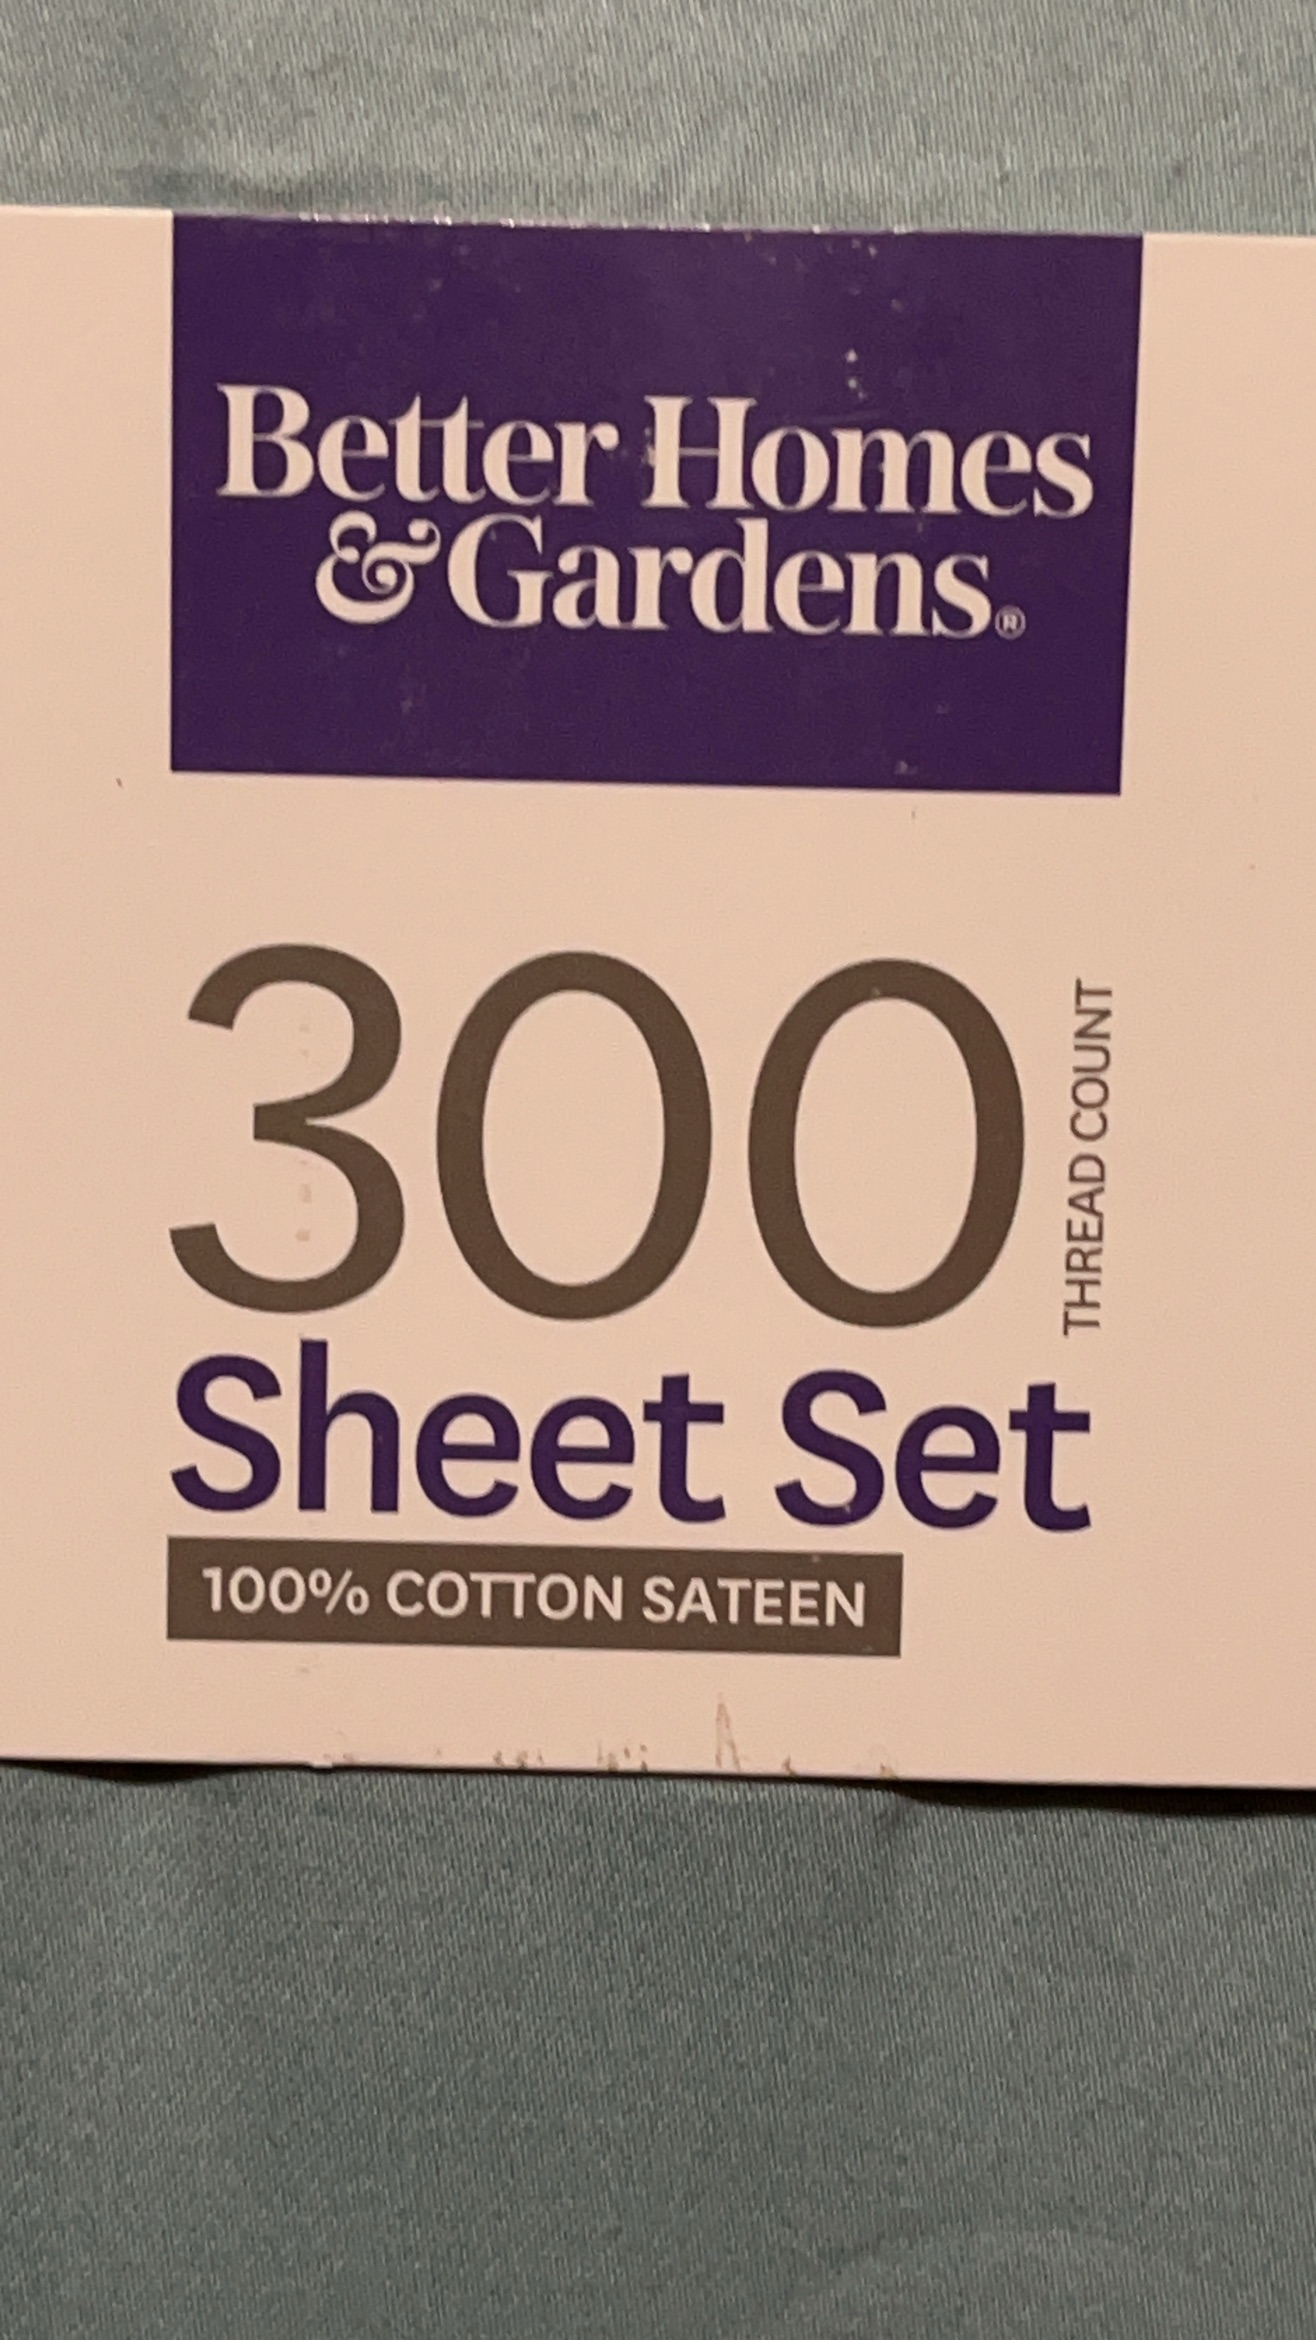 Better Homes
& Gardens®
300
THREAD COUNT
Sheet Set
100% COTTON SATEEN